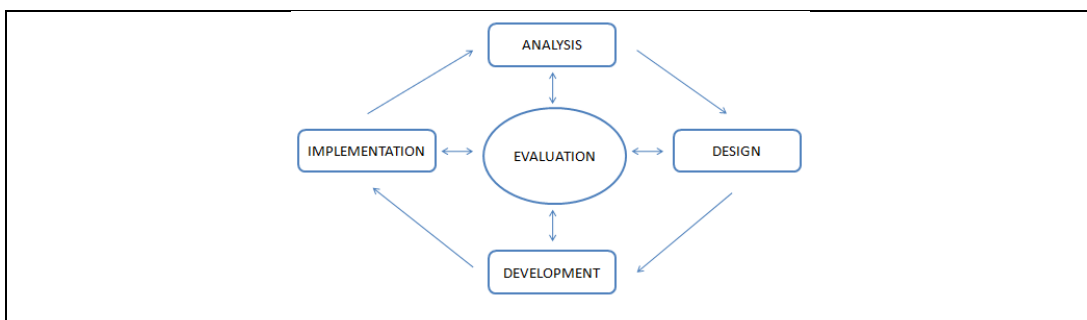 ANALYSIS
IMPLEMENTATION
EVALUATION
DESIGN
DEVELOPMENT